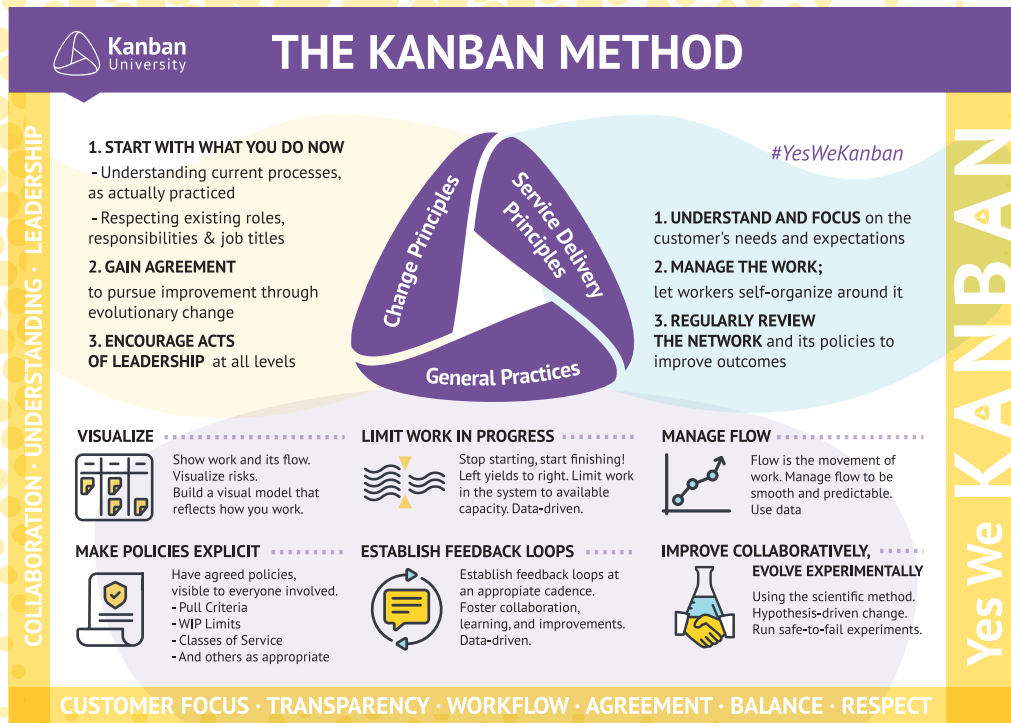 Kanban
University
THE KANBAN METHOD
COLLABORATION · UNDERSTANDING · LEADERSHIP
1. START WITH WHAT YOU DO NOW
- Understanding current processes,
as actually practiced
- Respecting existing roles,
responsibilities & job titles
2. GAIN AGREEMENT
to pursue improvement through
evolutionary change
3. ENCOURAGE ACTS
OF LEADERSHIP at all levels
Change Principles
Service Delivery
Principles
General Practices
#YesWeKanban
1. UNDERSTAND AND FOCUS on the
customer's needs and expectations
2. MANAGE THE WORK;
let workers self-organize around it
3. REGULARLY REVIEW
THE NETWORK and its policies to
improve outcomes
VISUALIZE
Show work and its flow.
Visualize risks.
Build a visual model that
reflects how you work.
LIMIT WORK IN PROGRESS
Stop starting, start finishing!
Left yields to right. Limit work
in the system to available
capacity. Data-driven.
MANAGE FLOW
Flow is the movement of
work. Manage flow to be
smooth and predictable.
Use data
MAKE POLICIES EXPLICIT
Have agreed policies,
visible to everyone involved.
- Pull Criteria
- WIP Limits
- Classes of Service
- And others as appropriate
ESTABLISH FEEDBACK LOOPS
Establish feedback loops at
an appropiate cadence.
Foster collaboration,
learning, and improvements.
Data-driven.
IMPROVE COLLABORATIVELY,
EVOLVE EXPERIMENTALLY
Using the scientific method.
Hypothesis-driven change.
Run safe-to-fail experiments.
Yes We KANBAN
CUSTOMER FOCUS · TRANSPARENCY · WORKFLOW · AGREEMENT · BALANCE · RESPECT